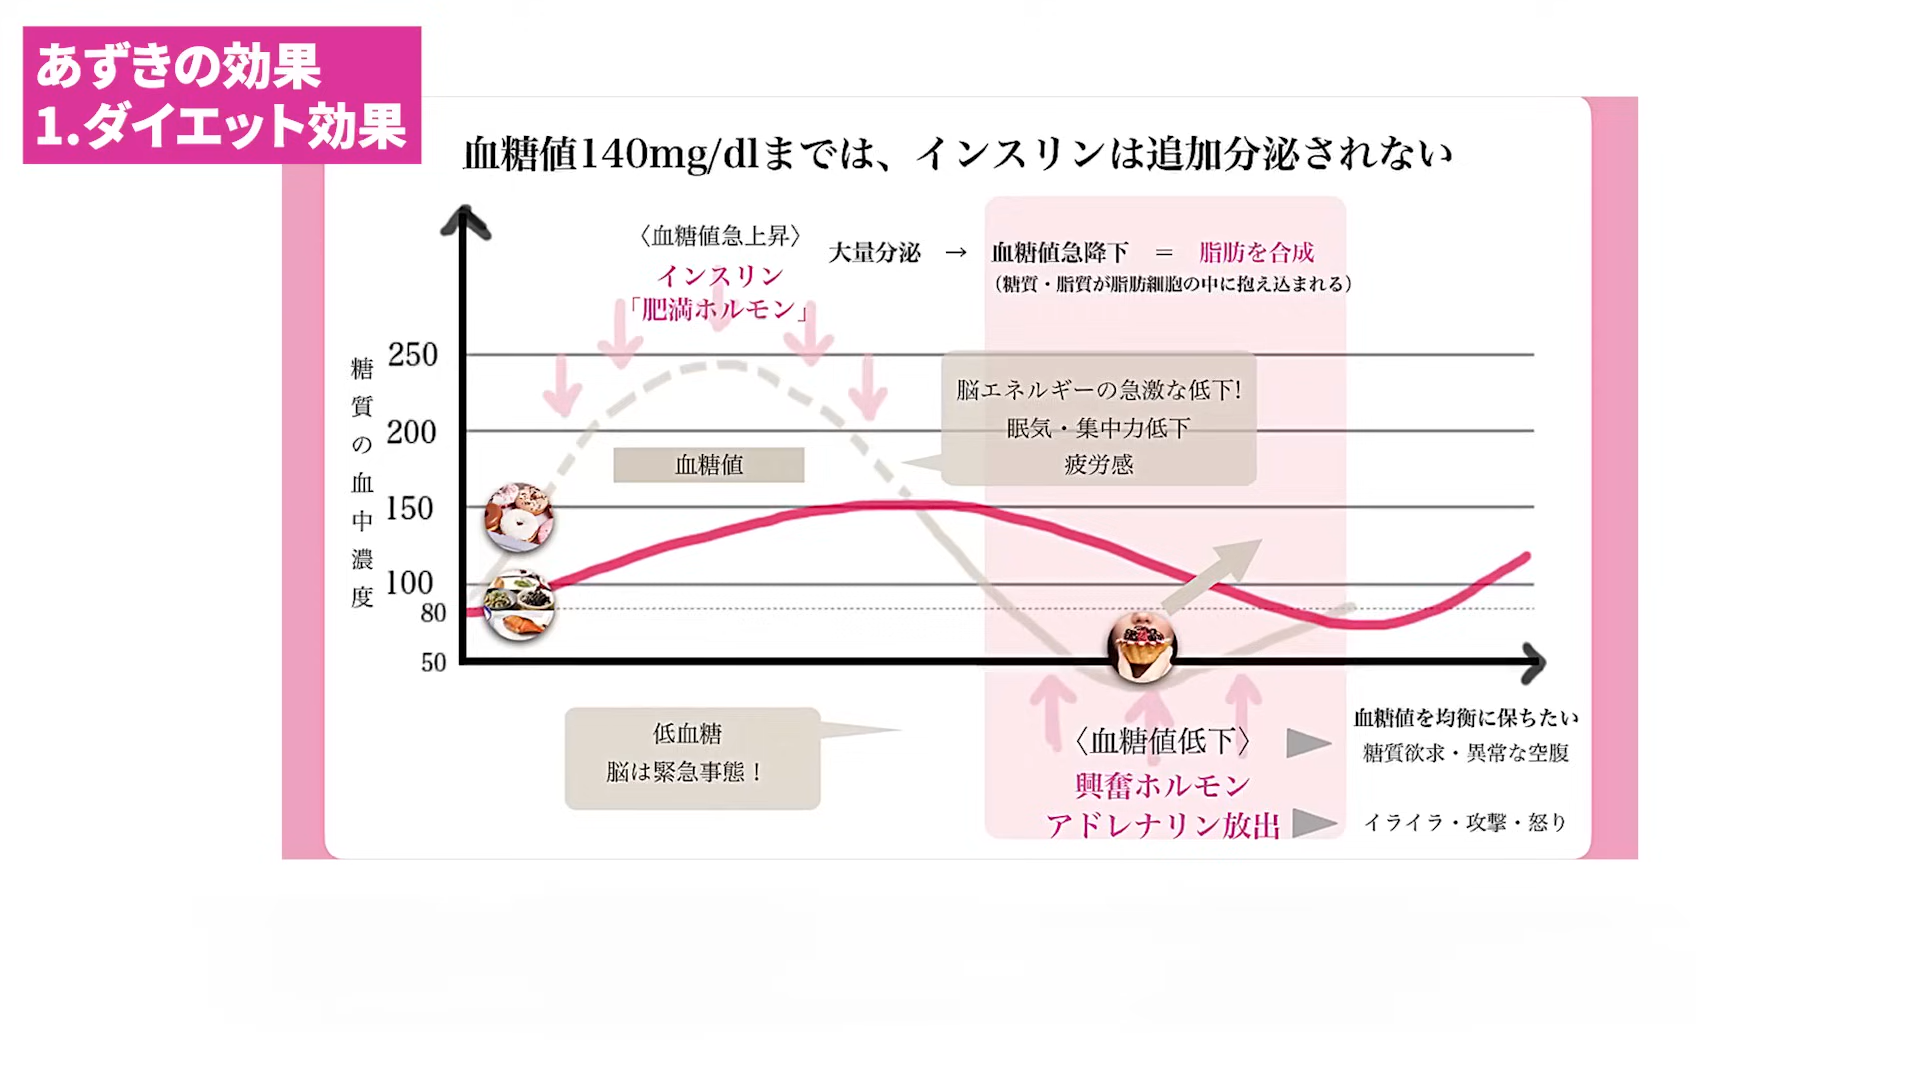 あずきの効果
1.ダイエット効果
血糖値140mg/dlまでは、インスリンは追加分泌されない
〈血糖値急上昇〉
インスリン
「肥満ホルモン」
大量分泌 → 血糖値急降下 = 脂肪を合成
(糖質・脂質が脂肪細胞の中に抱え込まれる)
糖質の血中濃度
250
200
150
100
80
50
血糖値
脳エネルギーの急激な低下!
眠気・集中力低下
疲労感
低血糖
脳は緊急事態!
〈血糖値低下〉
興奮ホルモン
アドレナリン放出
血糖値を均衡に保ちたい
糖質欲求・異常な空腹
イライラ・攻撃・怒り